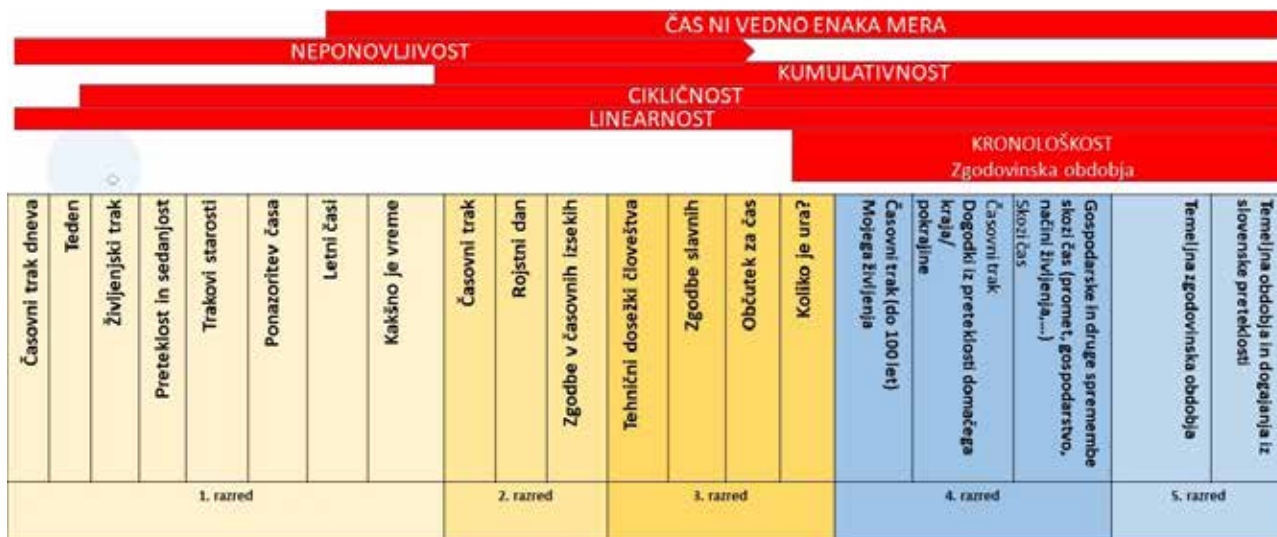 ČAS NI VEDNO ENAKA MERA
NEPONOVLJIVOST
KUMULATIVNOST
CIKLIČNOST
LINEARNOST
KRONOLOŠKOST
Zgodovinska obdobja
Časovni trak dneva
Teden
Življenjski trak
Preteklost in sedanjost
Trakovi starosti
Ponazoritev časa
Letni časi
Kakšno je vreme
Časovni trak
Rojstni dan
Zgodbe v časovnih izsekih
Tehnični dosežki človeštva
Zgodbe slavnih
Občutek za čas
Koliko je ura?
Časovni trak (do 100 let)
Mojega življenja
Časovni trak
Dogodki iz preteklosti domačega
kraja/
pokrajine
Gospodarske in druge spremembe
skozi čas (promet, gospodarstvo,
načini življenja,...)
Skozi čas
Temeljna zgodovinska obdobja
Temeljna obdobja in dogajanja iz
slovenske preteklosti
1. razred
2. razred
3. razred
4. razred
5. razred